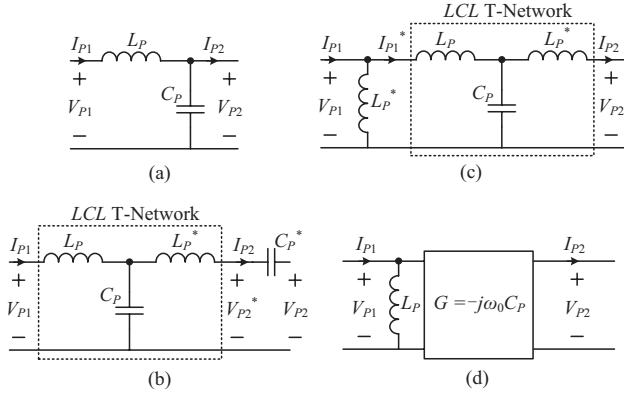 I_P1 L_P I_P2
+ +
V_P1 C_P V_P2
− −
(a)
LCL T-Network
I_P1 I_P1* L_P L_P* I_P2
+ +
V_P1 L_P* C_P V_P2
− −
(c)
LCL T-Network
I_P1 L_P L_P* I_P2 C_P*
+ + +
V_P1 C_P V_P2* V_P2
− − −
(b)
I_P1 I_P2
+ +
V_P1 L_P G =−jω₀C_P V_P2
− −
(d)